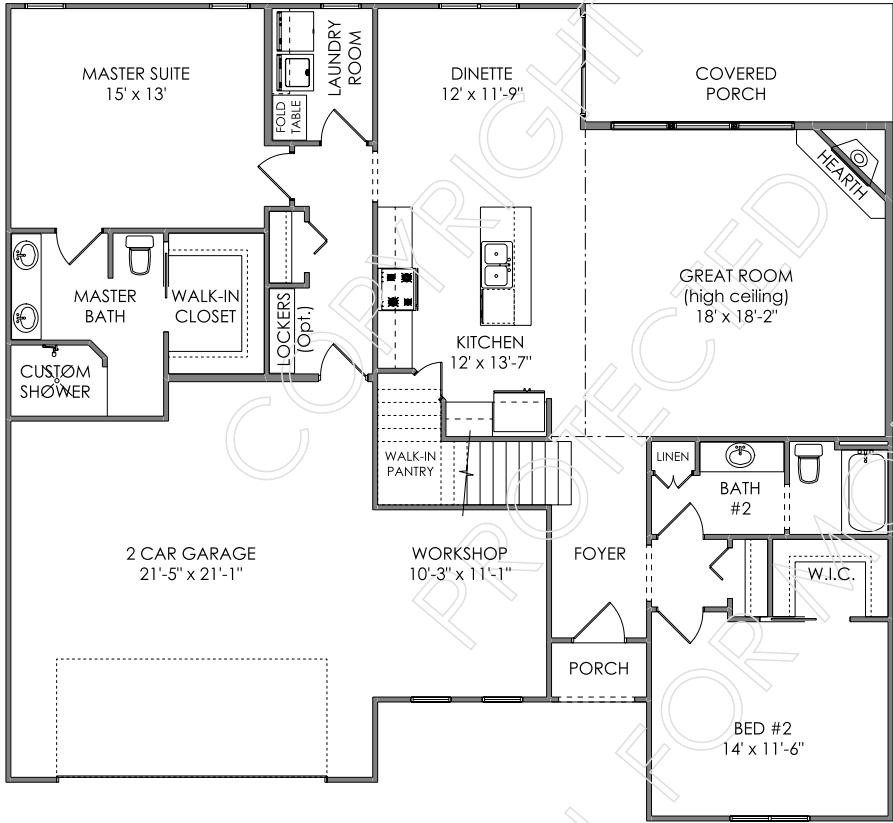 MASTER SUITE
15' x 13'
LAUNDRY
ROOM
FOLD
TABLE
DINETTE
12' x 11'-9"
COVERED
PORCH
HEARTH
GREAT ROOM
(high ceiling)
18' x 18'-2"
MASTER
BATH
WALK-IN
CLOSET
LOCKERS
(Opt.)
KITCHEN
12' x 13'-7"
CUSTOM
SHOWER
WALK-IN
PANTRY
LINEN
BATH
#2
2 CAR GARAGE
21'-5" x 21'-1"
WORKSHOP
10'-3" x 11'-1"
FOYER
W.I.C.
PORCH
BED #2
14' x 11'-6"
COPYRIGHT
PROTECTED
FOR